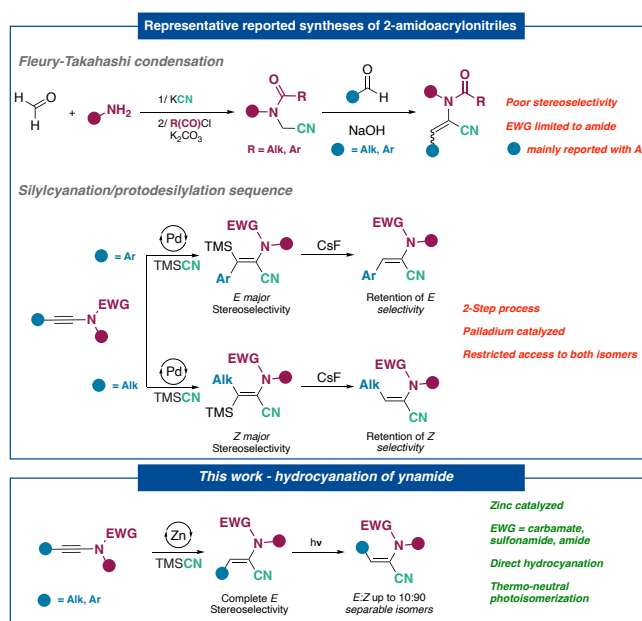 Representative reported syntheses of 2-amidoacrylonitriles
Fleury-Takahashi condensation
O
H
H
+
NH2
1/ KCN
2/ R(CO)Cl
K2CO3
O
R
N
CN
R = Alk, Ar
O
H
NaOH
= Alk, Ar
O
N
R
CN
Poor stereoselectivity
EWG limited to amide
mainly reported with A
Silylcyanation/protodesilylation sequence
= Ar
Pd
TMSCN
EWG
TMS
N
Ar
CN
E major
Stereoselectivity
CsF
EWG
N
Ar
CN
Retention of E
selectivity
EWG
N
2-Step process
Palladium catalyzed
Restricted access to both isomers
= Alk
Pd
TMSCN
EWG
Alk
N
TMS
CN
Z major
Stereoselectivity
CsF
EWG
Alk
N
CN
Retention of Z
selectivity
This work - hydrocyanation of ynamide
EWG
N
= Alk, Ar
Zn
TMSCN
EWG
N
CN
Complete E
Stereoselectivity
hν
EWG
N
CN
E:Z up to 10:90
separable isomers
Zinc catalyzed
EWG = carbamate,
sulfonamide, amide
Direct hydrocyanation
Thermo-neutral
photoisomerization